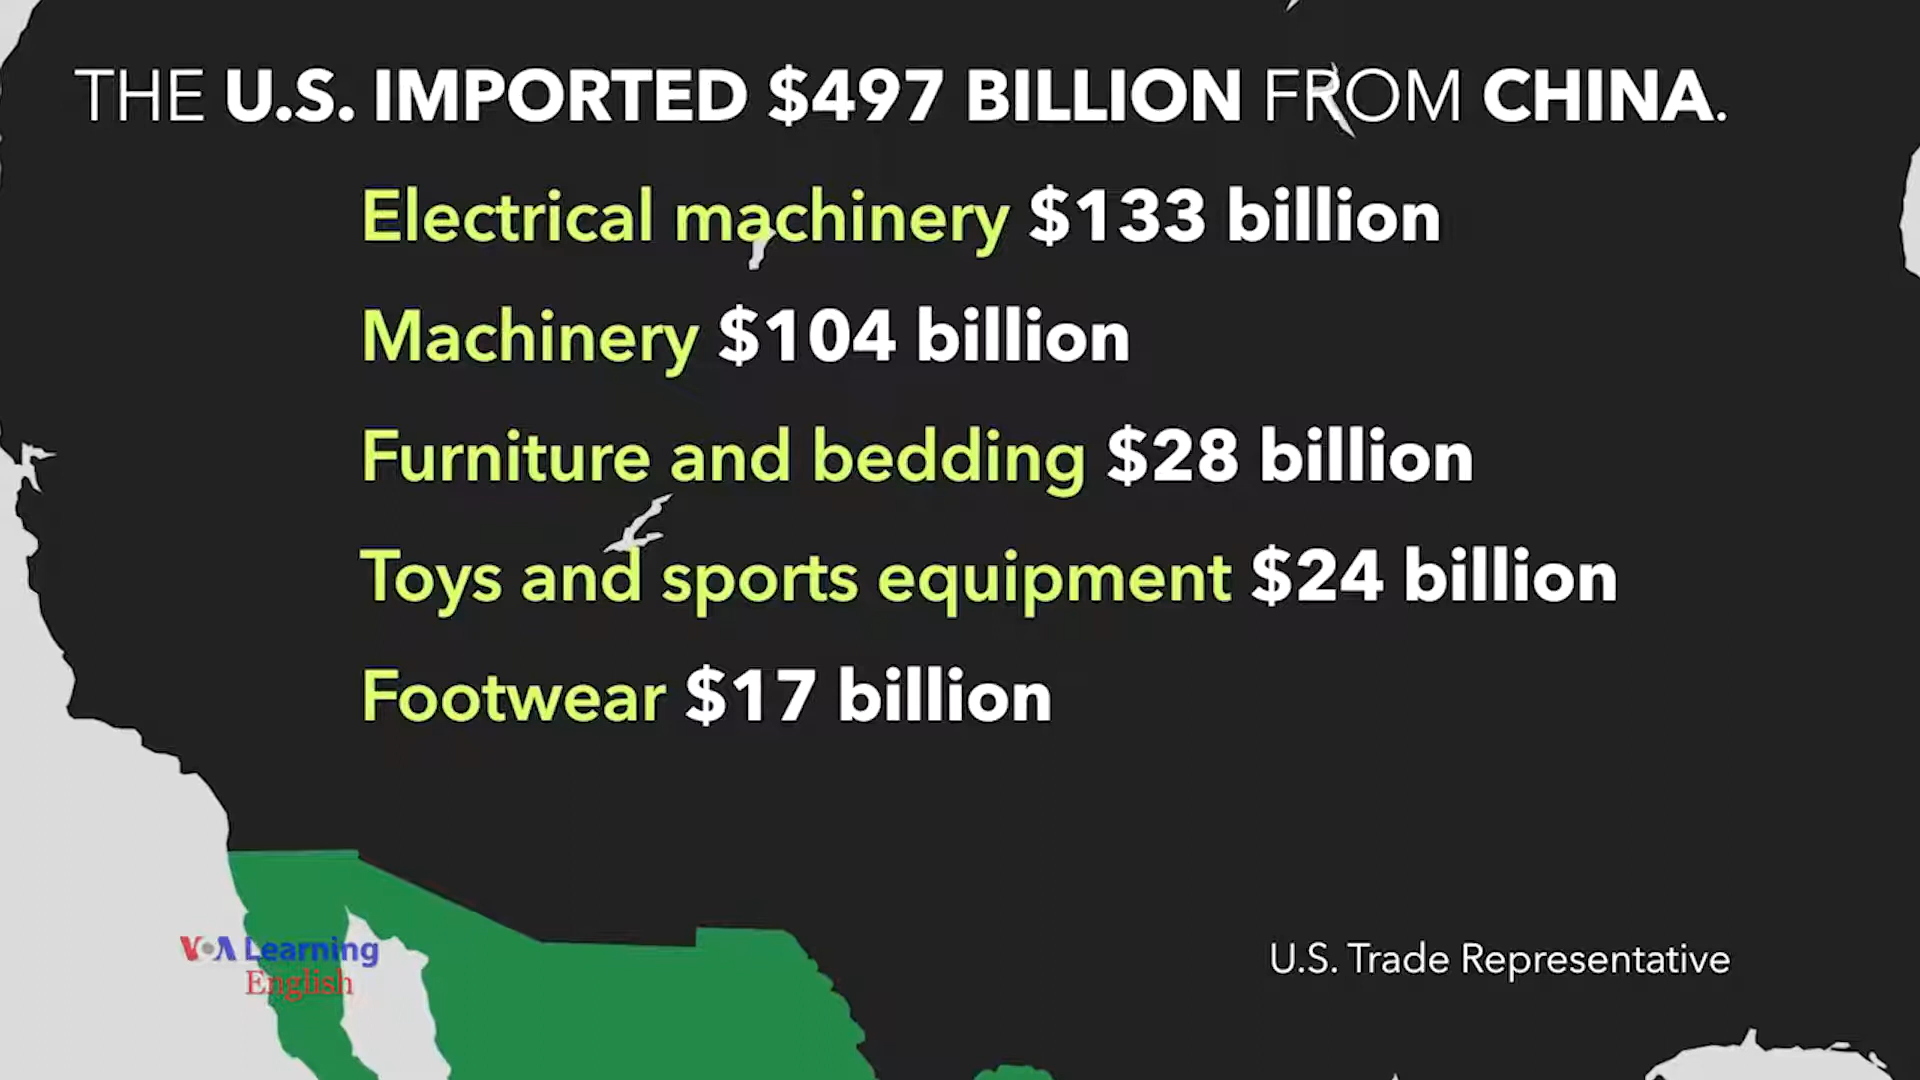 THE U.S. IMPORTED $497 BILLION FROM CHINA.
Electrical machinery $133 billion
Machinery $104 billion
Furniture and bedding $28 billion
Toys and sports equipment $24 billion
Footwear $17 billion
VOA Learning
English
U.S. Trade Representative